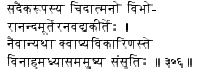 सदैकरूपस्य चिदात्मनो विभो-
रानन्दमूर्तेरनवद्यकीर्तेः ।
नैवान्यथा क्वाप्यविकारिणस्ते
विनाहमध्यासममुष्य संसृतिः ॥ ३०६ ॥